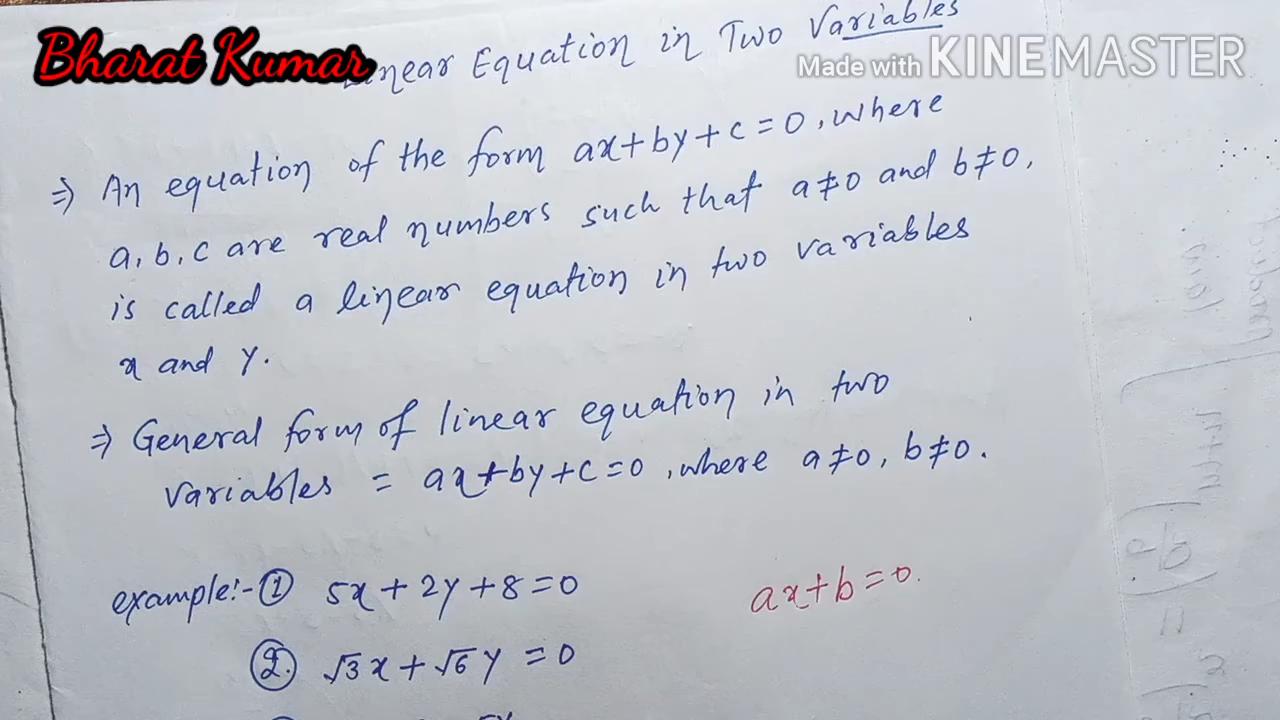 Bharat Kumar
Linear Equation in Two Variables
Made with KINEMASTER
⇒ An equation of the form ax+by+c=0, where
a, b, c are real numbers such that a≠0 and b≠0,
is called a linear equation in two variables
x and y.
⇒ General form of linear equation in two
variables = ax+by+c=0, where a≠0, b≠0.
example:- ① 5x+2y+8=0
ax+b=0.
②. √3x+√6y=0